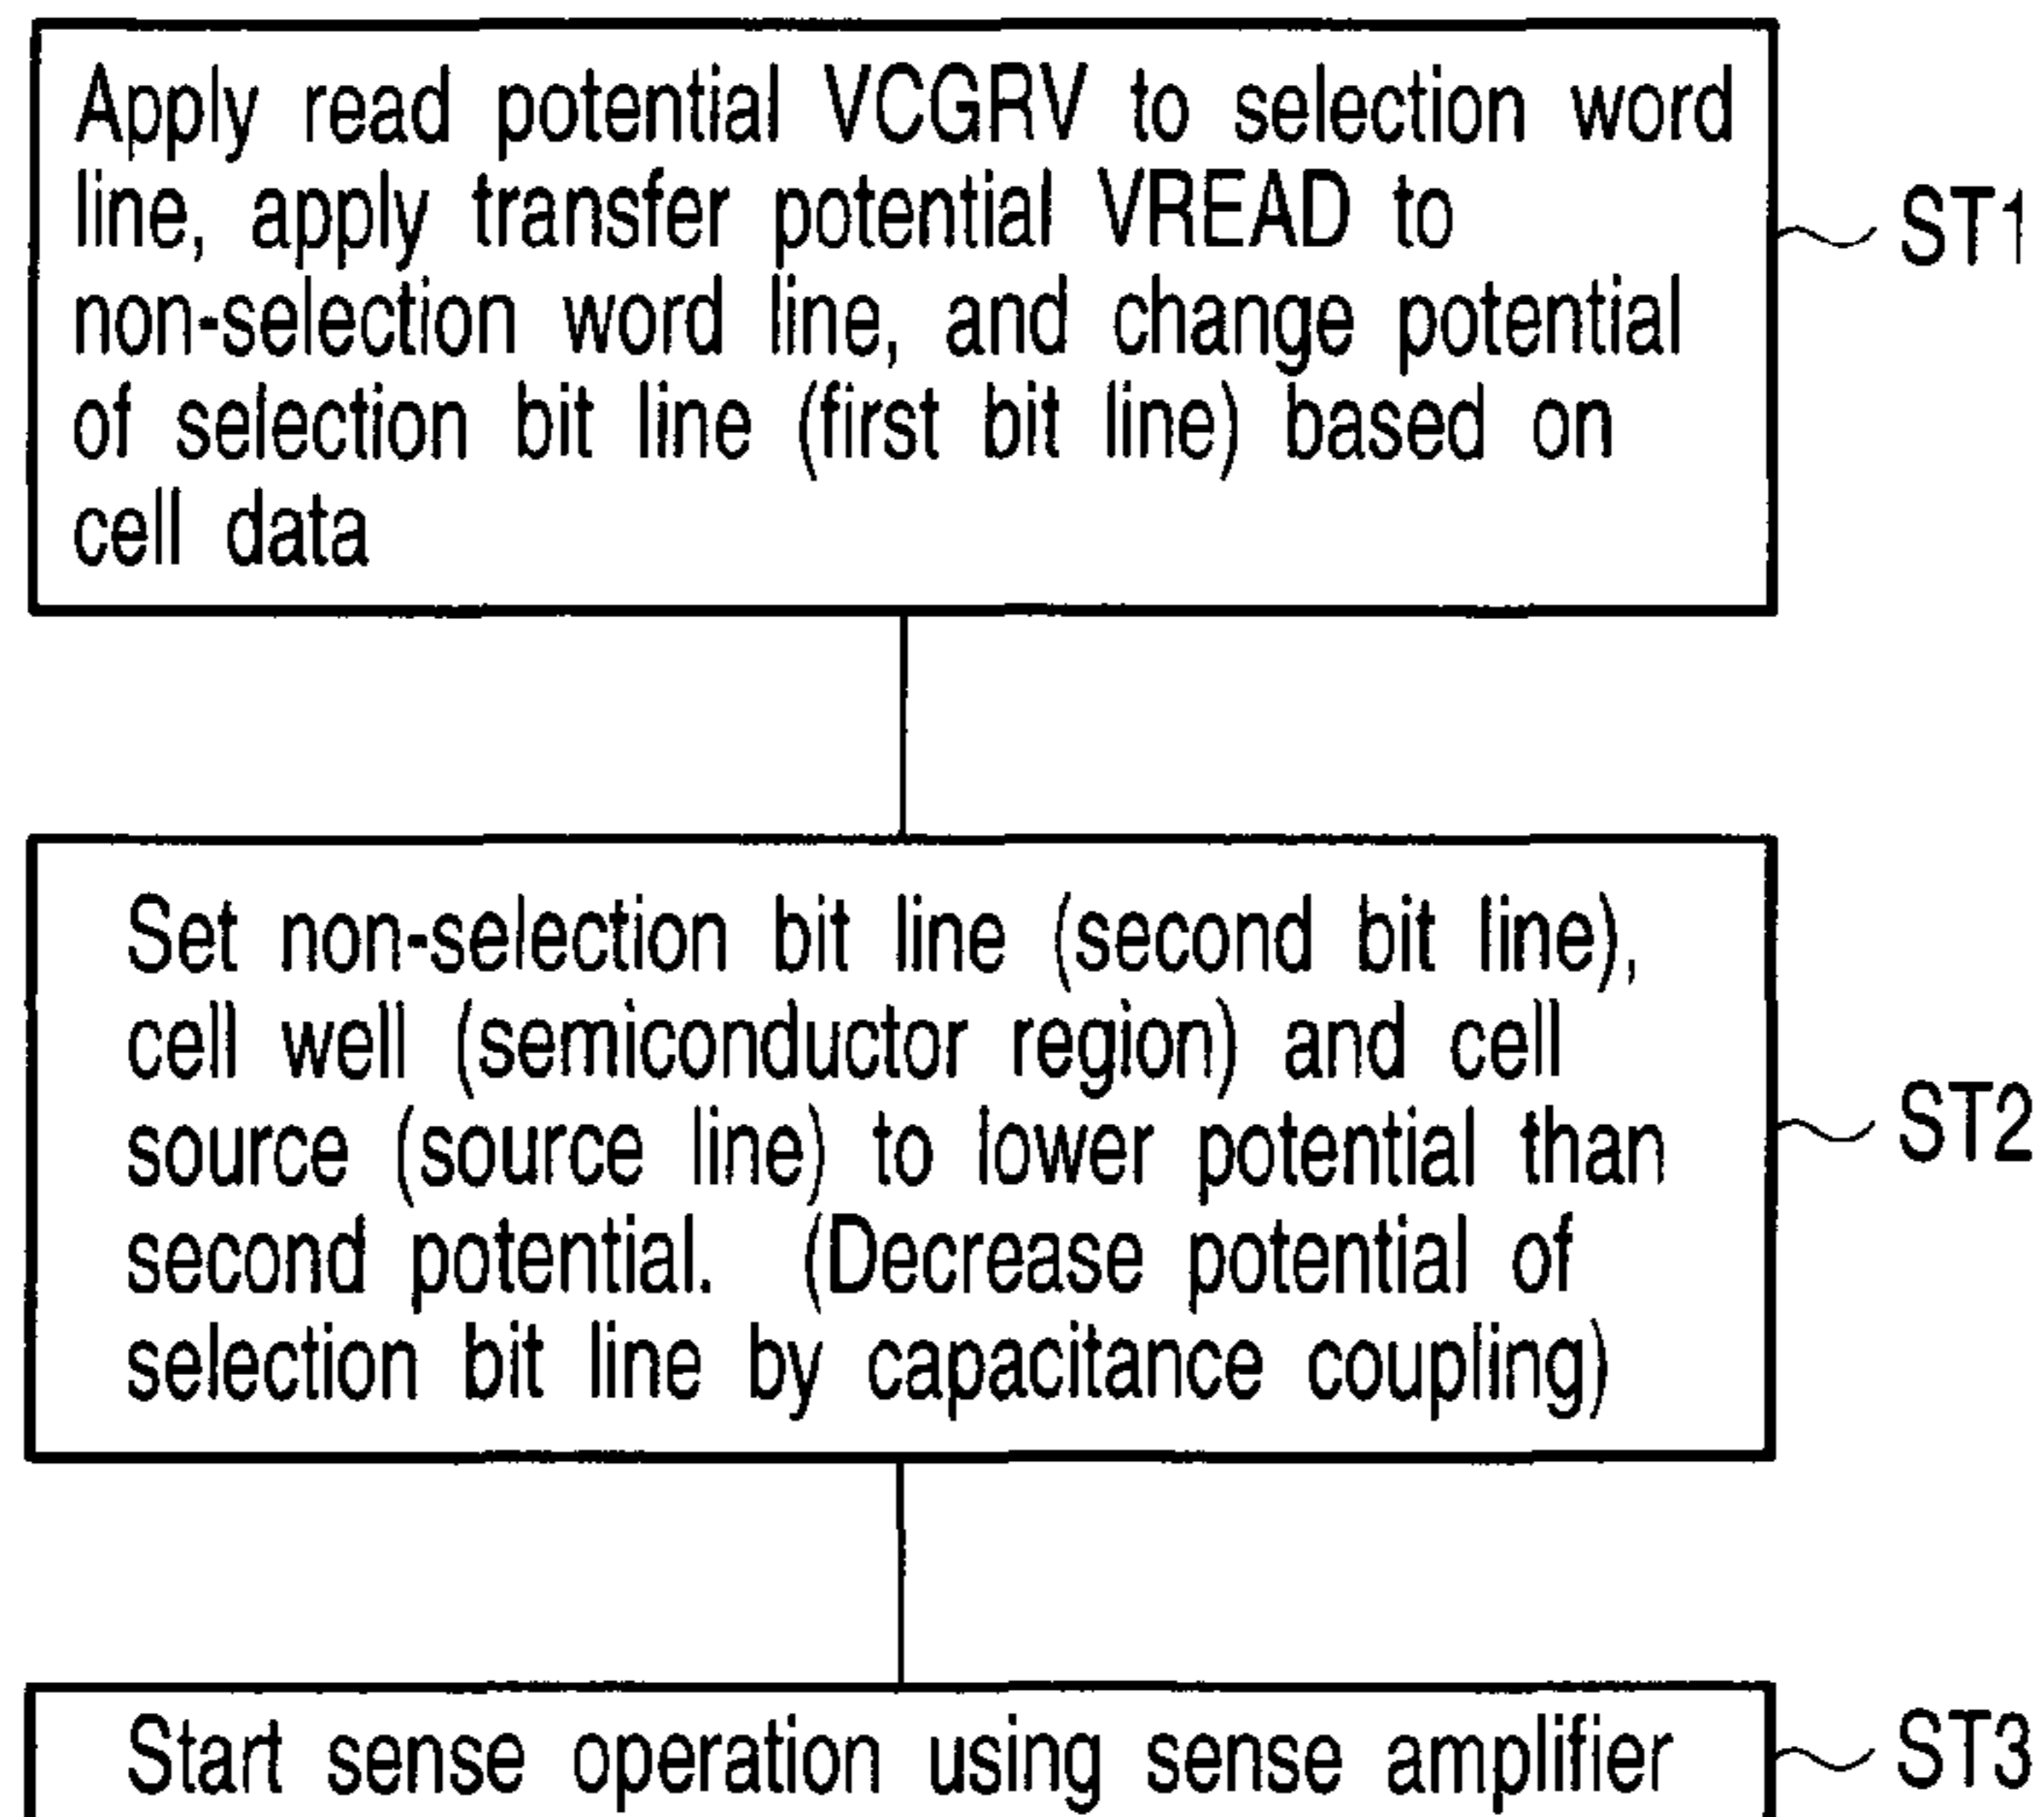 Apply read potential VCGRV to selection word
line, apply transfer potential VREAD to
non-selection word line, and change potential
of selection bit line (first bit line) based on
cell data
ST1
Set non-selection bit line (second bit line),
cell well (semiconductor region) and cell
source (source line) to lower potential than
second potential. (Decrease potential of
selection bit line by capacitance coupling)
ST2
Start sense operation using sense amplifier
ST3